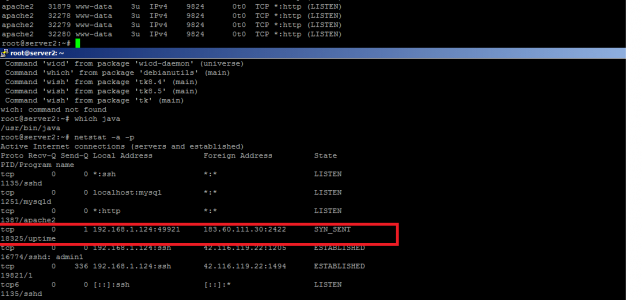 apache2   31879 www-data    3u  IPv4   9824      0t0  TCP *:http (LISTEN)
apache2   32278 www-data    3u  IPv4   9824      0t0  TCP *:http (LISTEN)
apache2   32279 www-data    3u  IPv4   9824      0t0  TCP *:http (LISTEN)
apache2   32280 www-data    3u  IPv4   9824      0t0  TCP *:http (LISTEN)
root@server2:~#
root@server2: ~
Command 'wicd' from package 'wicd-daemon' (universe)
Command 'which' from package 'debianutils' (main)
Command 'wish' from package 'tk8.4' (main)
Command 'wish' from package 'tk8.5' (main)
Command 'wish' from package 'tk' (main)
wich: command not found
root@server2:~# which java
/usr/bin/java
root@server2:~# netstat -a -p
Active Internet connections (servers and established)
Proto Recv-Q Send-Q Local Address           Foreign Address         State
PID/Program name
tcp        0      0 *:ssh                   *:*                     LISTEN
1135/sshd
tcp        0      0 localhost:mysql         *:*                     LISTEN
1251/mysqld
tcp        0      0 *:http                  *:*                     LISTEN
1387/apache2
tcp        0      1 192.168.1.124:49921     183.60.111.30:2422      SYN_SENT
18325/uptime
tcp        0      0 192.168.1.124:ssh       42.116.119.22:1205      ESTABLISHED
16774/sshd: admin1
tcp        0    336 192.168.1.124:ssh       42.116.119.22:1494      ESTABLISHED
19821/1
tcp6       0      0 [::]:ssh                [::]:*                  LISTEN
1135/sshd